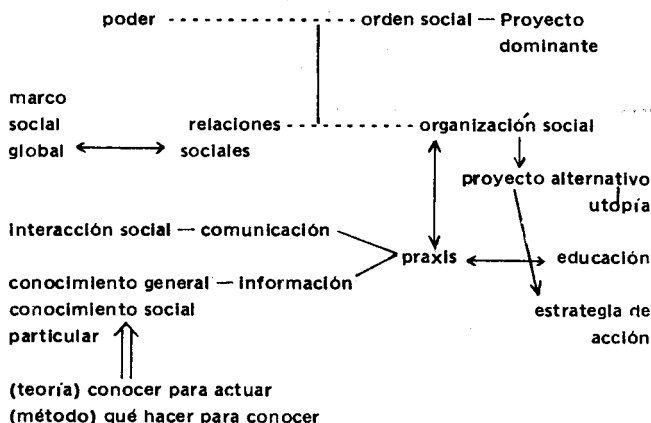 poder orden social — Proyecto
dominante
marco
social relaciones organización social
global sociales
proyecto alternativo
utopía
interacción social — comunicación
praxis educación
conocimiento general — información
conocimiento social estrategia de
particular acción
(teoría) conocer para actuar
(método) qué hacer para conocer